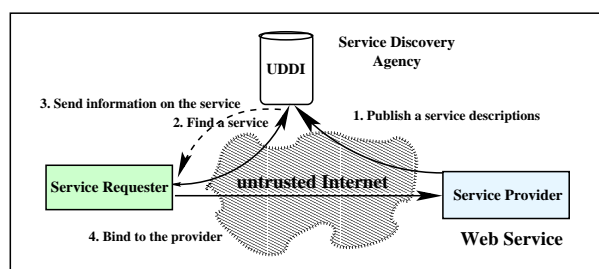 Service Discovery
Agency
UDDI
3. Send information on the service
2. Find a service
1. Publish a service descriptions
Service Requester
untrusted Internet
Service Provider
4. Bind to the provider
Web Service